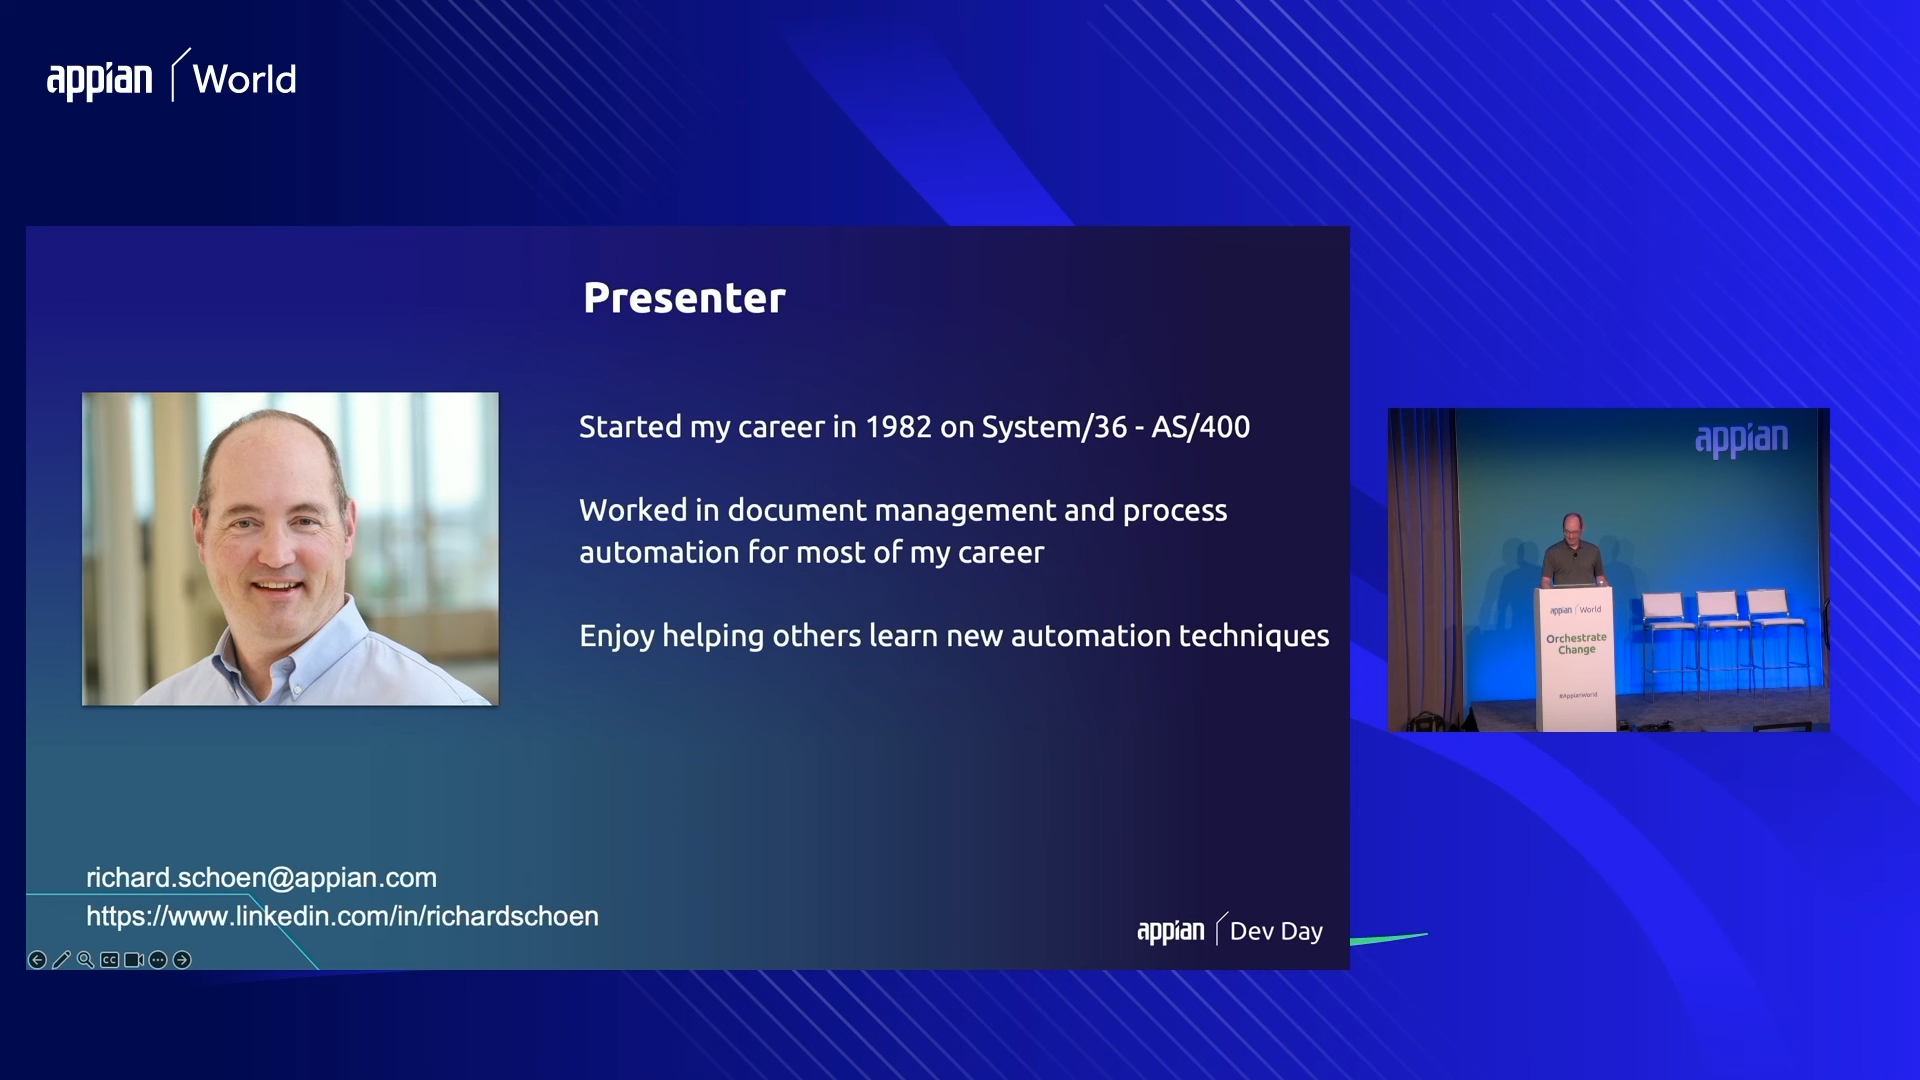 appian World
Presenter
Started my career in 1982 on System/36 - AS/400
Worked in document management and process
automation for most of my career
Enjoy helping others learn new automation techniques
richard.schoen@appian.com
https://www.linkedin.com/in/richardschoen
CC
appian Dev Day
appian
appian World
Orchestrate
Change
#AppianWorld